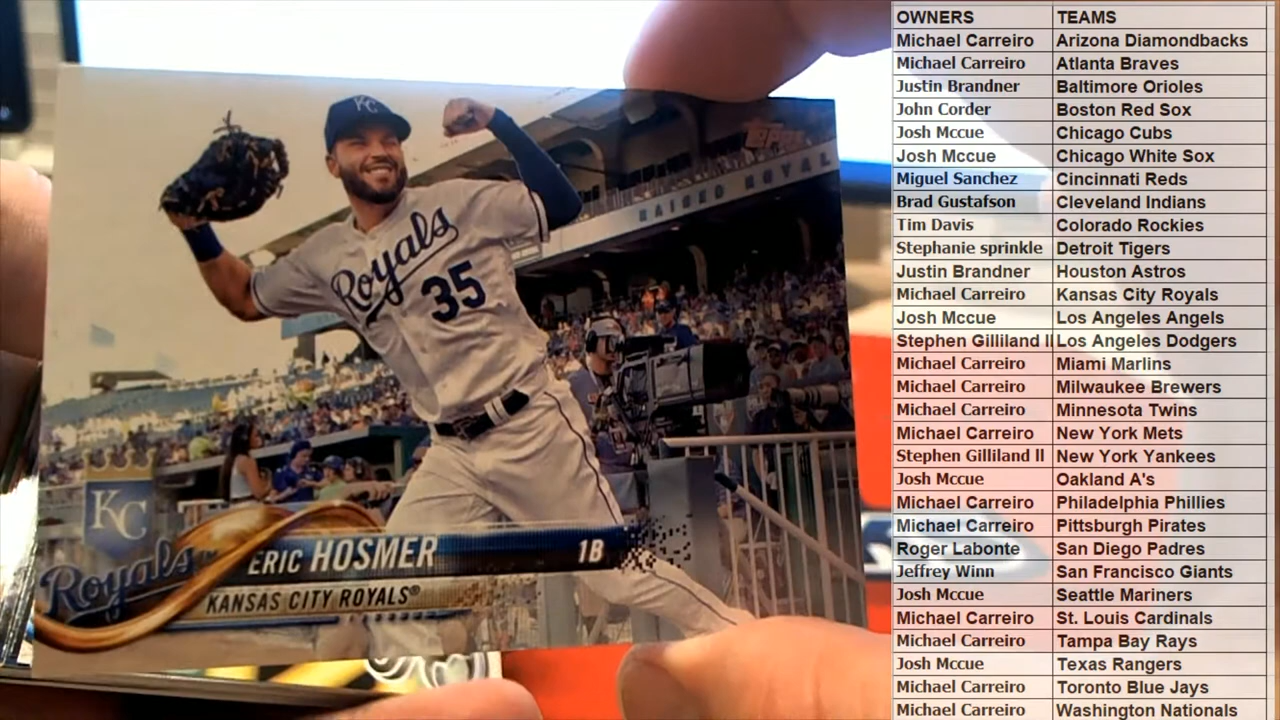 KC
Topps
KAUFFMAN ROYAL
Royals
35
KC
Royals
ERIC HOSMER 1B
KANSAS CITY ROYALS®
OWNERS TEAMS
Michael Carreiro Arizona Diamondbacks
Michael Carreiro Atlanta Braves
Justin Brandner Baltimore Orioles
John Corder Boston Red Sox
Josh Mccue Chicago Cubs
Josh Mccue Chicago White Sox
Miguel Sanchez Cincinnati Reds
Brad Gustafson Cleveland Indians
Tim Davis Colorado Rockies
Stephanie sprinkle Detroit Tigers
Justin Brandner Houston Astros
Michael Carreiro Kansas City Royals
Josh Mccue Los Angeles Angels
Stephen Gilliland ll Los Angeles Dodgers
Michael Carreiro Miami Marlins
Michael Carreiro Milwaukee Brewers
Michael Carreiro Minnesota Twins
Michael Carreiro New York Mets
Stephen Gilliland ll New York Yankees
Josh Mccue Oakland A's
Michael Carreiro Philadelphia Phillies
Michael Carreiro Pittsburgh Pirates
Roger Labonte San Diego Padres
Jeffrey Winn San Francisco Giants
Josh Mccue Seattle Mariners
Michael Carreiro St. Louis Cardinals
Michael Carreiro Tampa Bay Rays
Josh Mccue Texas Rangers
Michael Carreiro Toronto Blue Jays
Michael Carreiro Washington Nationals